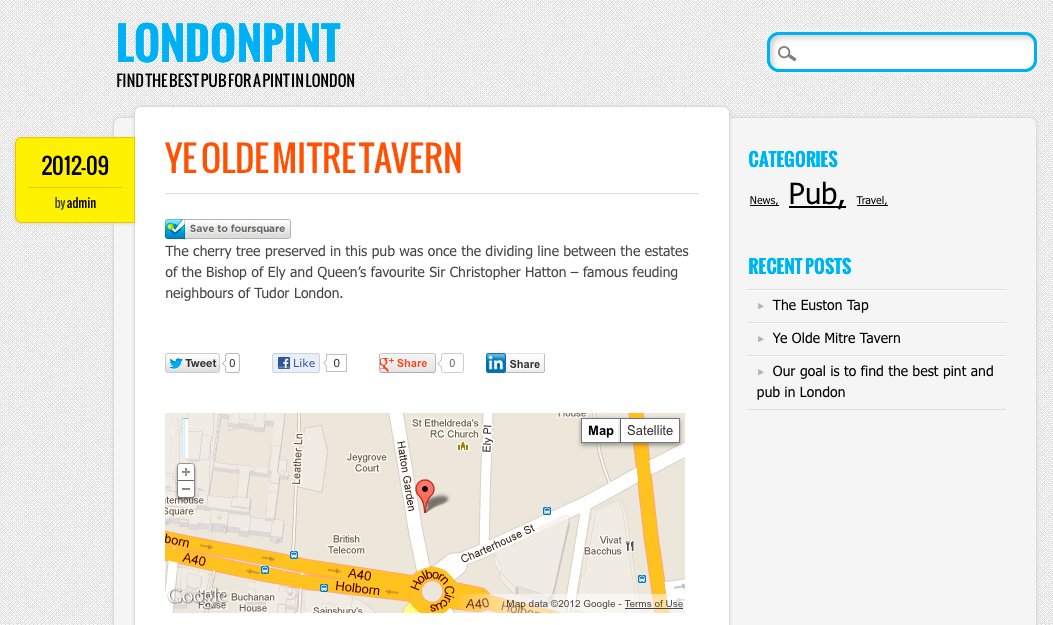 LONDONPINT
FIND THE BEST PUB FOR A PINT IN LONDON
2012-09
by admin
YE OLDE MITRE TAVERN
Save to foursquare
The cherry tree preserved in this pub was once the dividing line between the estates
of the Bishop of Ely and Queen's favourite Sir Christopher Hatton – famous feuding
neighbours of Tudor London.
Tweet 0
Like 0
Share 0
Share
St Etheldreda's
RC Church
House
Map Satellite
Ely Pl
Leather Ln
Hatton Garden
Jeygrove
Court
+
−
terhouse
Square
British
Telecom
Charterhouse St
Vivat
Bacchus
born
A40
A40
Holborn
Holborn Circus
A40
Holborn
Google
House
Buchanan
House
Sainsbury's
Map data ©2012 Google - Terms of Use
CATEGORIES
News, Pub, Travel,
RECENT POSTS
The Euston Tap
Ye Olde Mitre Tavern
Our goal is to find the best pint and
pub in London